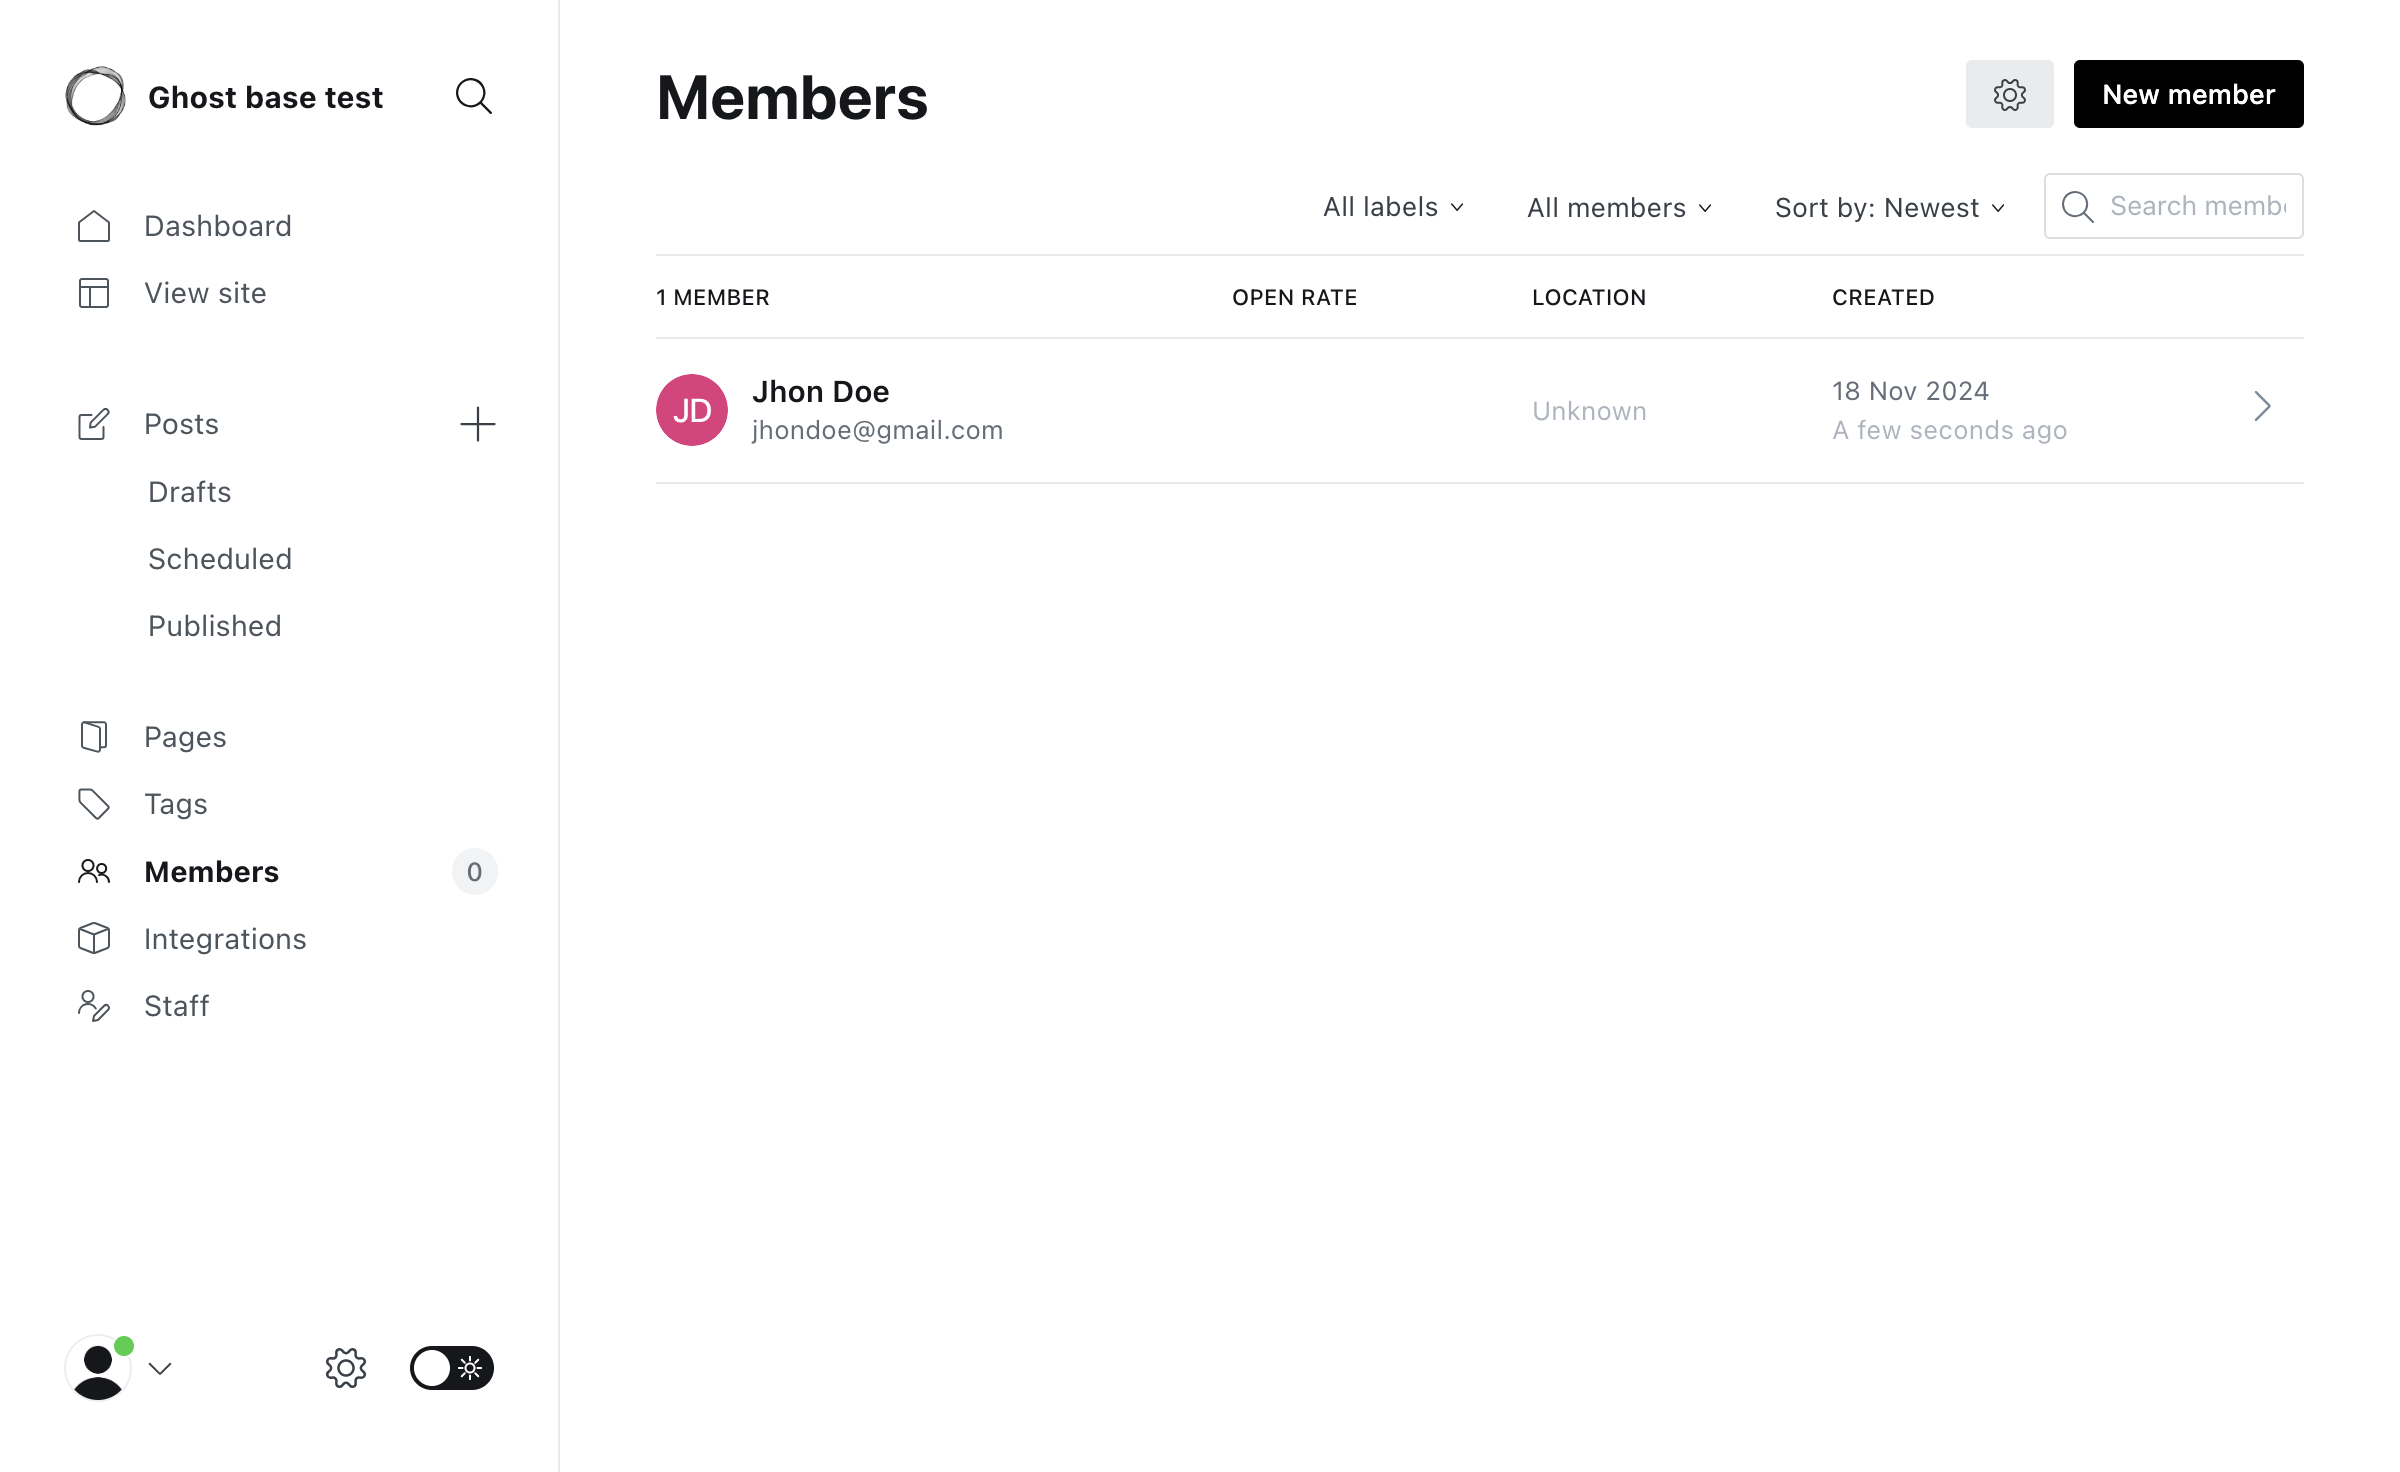 Ghost base test
Dashboard
View site
Posts
Drafts
Scheduled
Published
Pages
Tags
Members
0
Integrations
Staff
Members
New member
All labels
All members
Sort by: Newest
Search membe
1 MEMBER
OPEN RATE
LOCATION
CREATED
JD
Jhon Doe
jhondoe@gmail.com
Unknown
18 Nov 2024
A few seconds ago